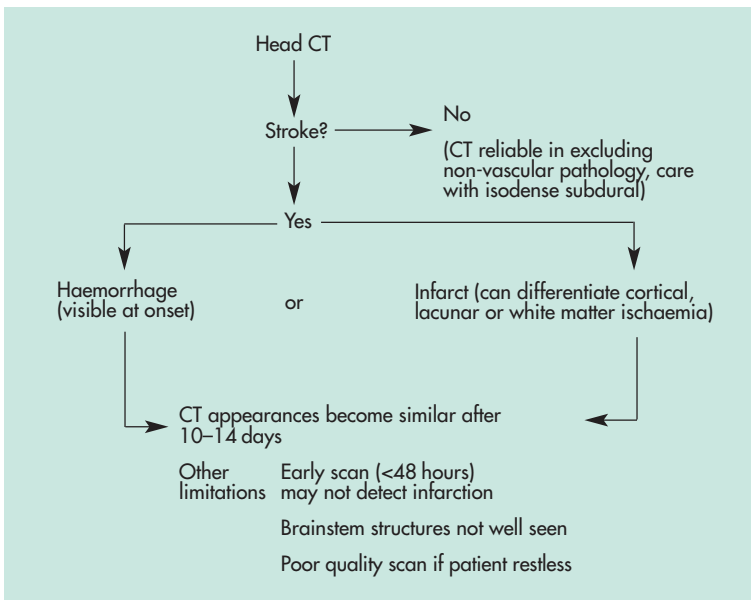 Head CT
Stroke?
No
(CT reliable in excluding
non-vascular pathology, care
with isodense subdural)
Yes
Haemorrhage
(visible at onset)
or
Infarct (can differentiate cortical,
lacunar or white matter ischaemia)
CT appearances become similar after
10–14 days
Other
limitations
Early scan (<48 hours)
may not detect infarction
Brainstem structures not well seen
Poor quality scan if patient restless